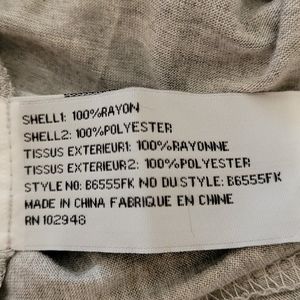 SHELL1: 100%RAYON
SHELL2: 100%POLYESTER
TISSUS EXTERIEUR1: 100%RAYONNE
TISSUS EXTERIEUR2: 100%POLYESTER
STYLE NO: B6555FK NO DU STYLE: B6555FK
MADE IN CHINA FABRIQUE EN CHINE
RN 102948